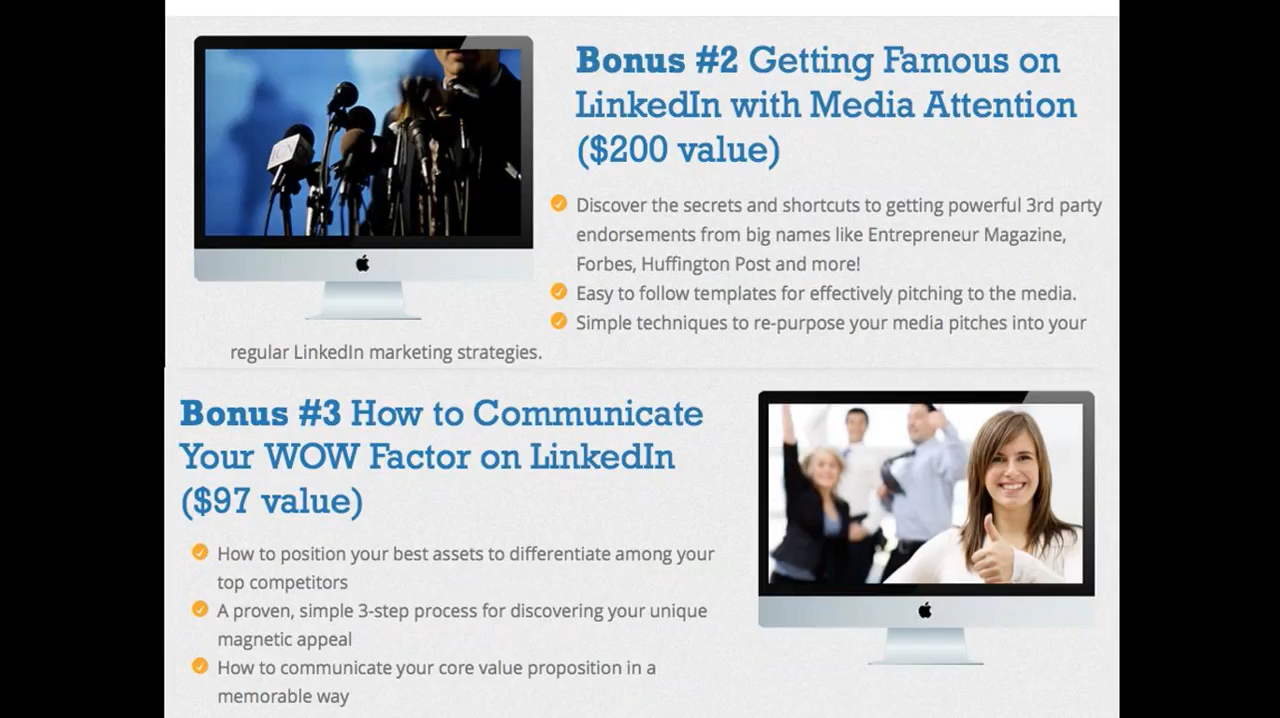 Bonus #2 Getting Famous on
LinkedIn with Media Attention
($200 value)
Discover the secrets and shortcuts to getting powerful 3rd party
endorsements from big names like Entrepreneur Magazine,
Forbes, Huffington Post and more!
Easy to follow templates for effectively pitching to the media.
Simple techniques to re-purpose your media pitches into your
regular LinkedIn marketing strategies.
Bonus #3 How to Communicate
Your WOW Factor on LinkedIn
($97 value)
How to position your best assets to differentiate among your
top competitors
A proven, simple 3-step process for discovering your unique
magnetic appeal
How to communicate your core value proposition in a
memorable way